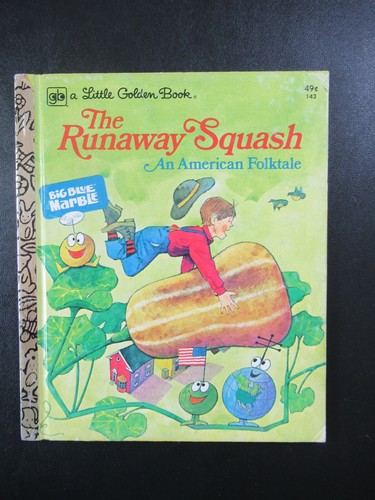 gb a Little Golden Book®
49¢
143
The
Runaway Squash
An American Folktale
BiG BLUE
MaRBLE